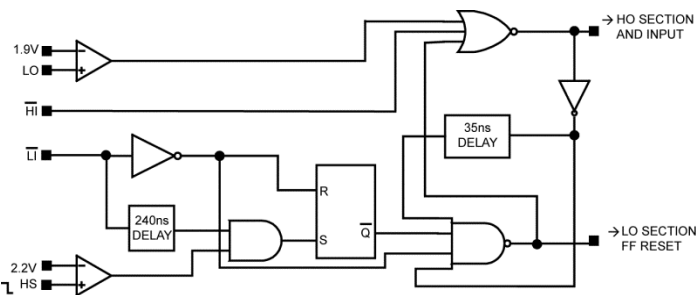 → HO SECTION
AND INPUT
1.9V
− 
LO
+
HI
LI
35ns
DELAY
R
240ns
DELAY
S
Q
→ LO SECTION
FF RESET
2.2V
−
HS
+